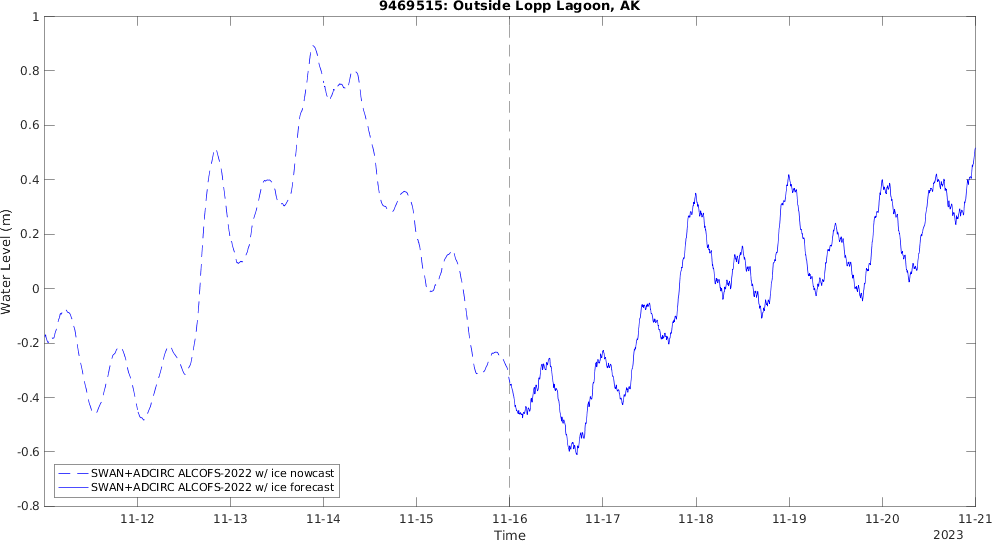 9469515: Outside Lopp Lagoon, AK
Water Level (m)
1
0.8
0.6
0.4
0.2
0
-0.2
-0.4
-0.6
-0.8
SWAN+ADCIRC ALCOFS-2022 w/ ice nowcast
SWAN+ADCIRC ALCOFS-2022 w/ ice forecast
11-12 11-13 11-14 11-15 11-16 11-17 11-18 11-19 11-20 11-21
Time
2023